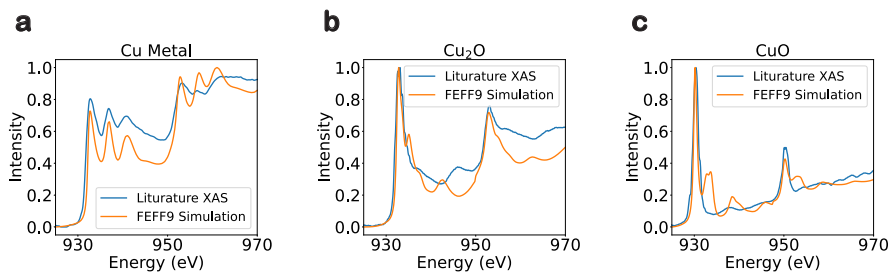 a
Cu Metal
1.0
0.8
0.6
0.4
0.2
0.0
Intensity
Liturature XAS
FEFF9 Simulation
930
950
970
Energy (eV)
b
Cu₂O
1.0
0.8
0.6
0.4
0.2
0.0
Intensity
Liturature XAS
FEFF9 Simulation
930
950
970
Energy (eV)
c
CuO
1.0
0.8
0.6
0.4
0.2
0.0
Intensity
Liturature XAS
FEFF9 Simulation
930
950
970
Energy (eV)